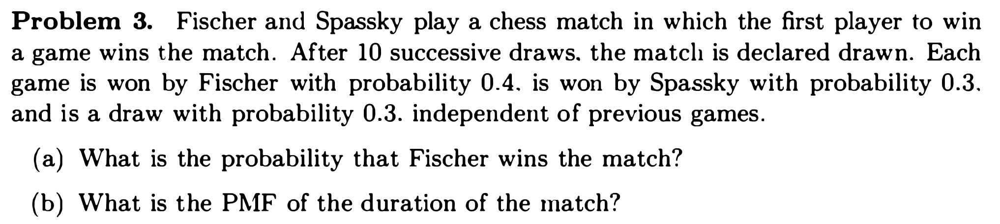 Problem 3. Fischer and Spassky play a chess match in which the first player to win
a game wins the match. After 10 successive draws. the match is declared drawn. Each
game is won by Fischer with probability 0.4. is won by Spassky with probability 0.3.
and is a draw with probability 0.3. independent of previous games.
(a) What is the probability that Fischer wins the match?
(b) What is the PMF of the duration of the match?